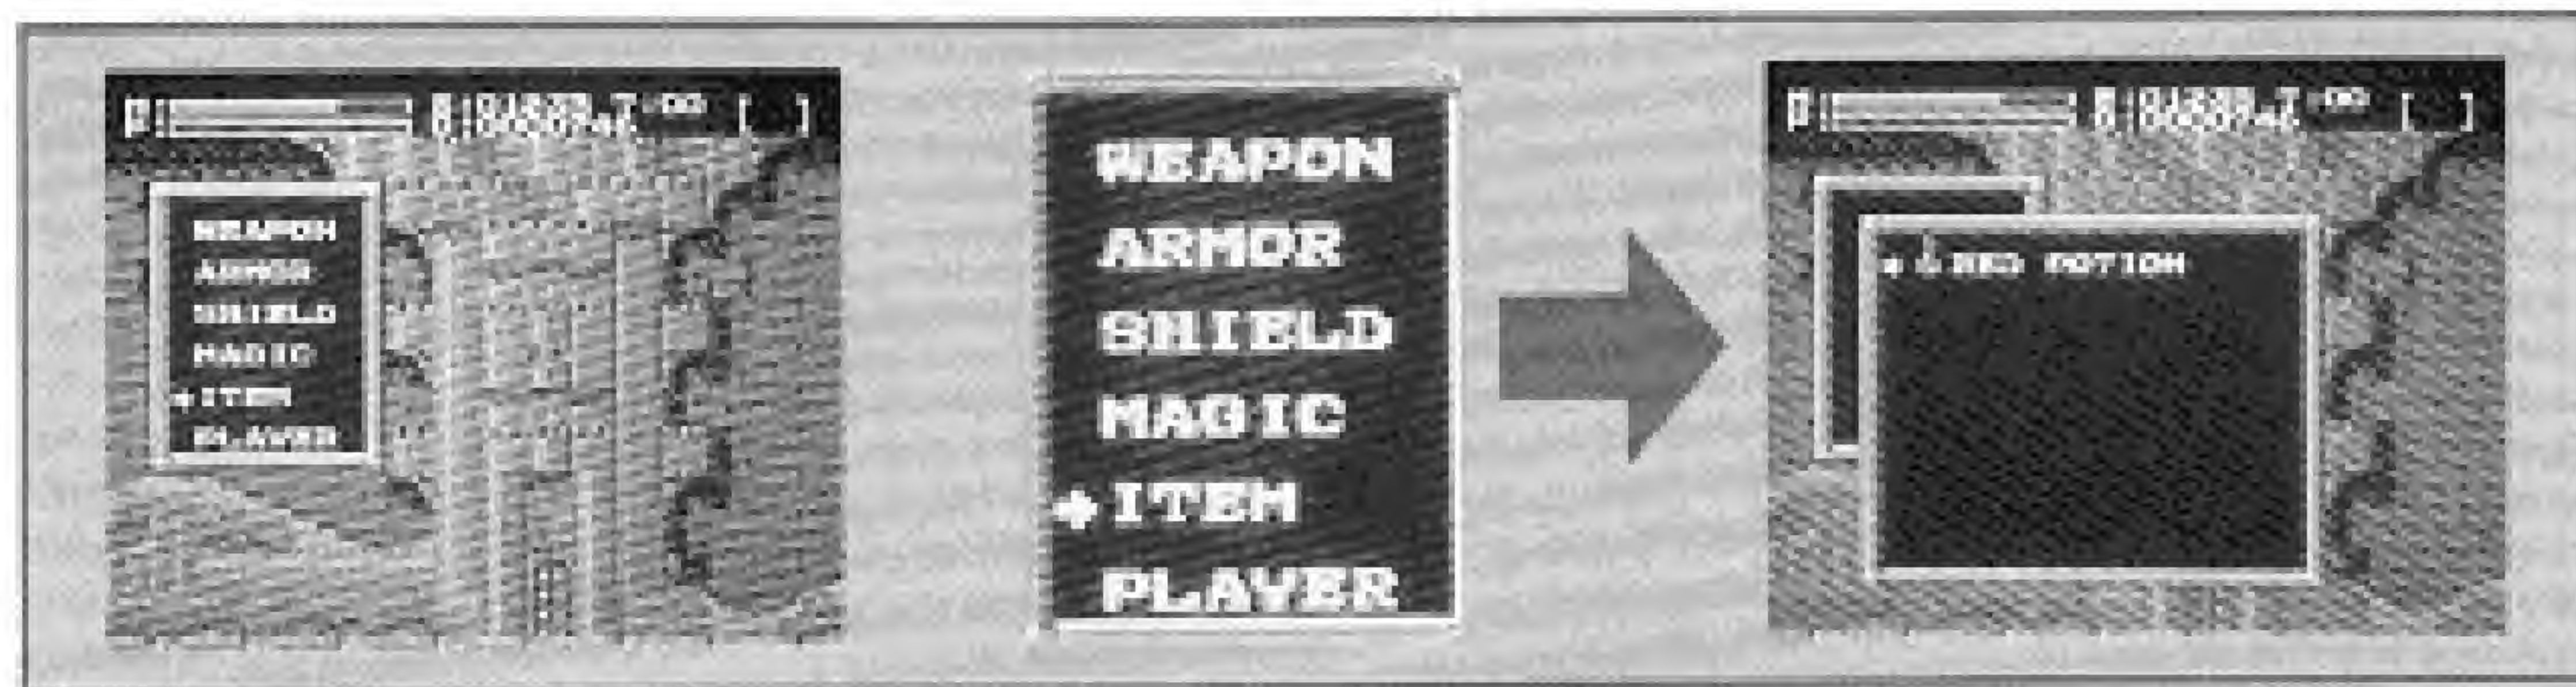 WEAPON
ARMOR
SHIELD
MAGIC
ITEM
PLAYER
WEAPON
ARMOR
SHIELD
MAGIC
ITEM
PLAYER
RED POTION